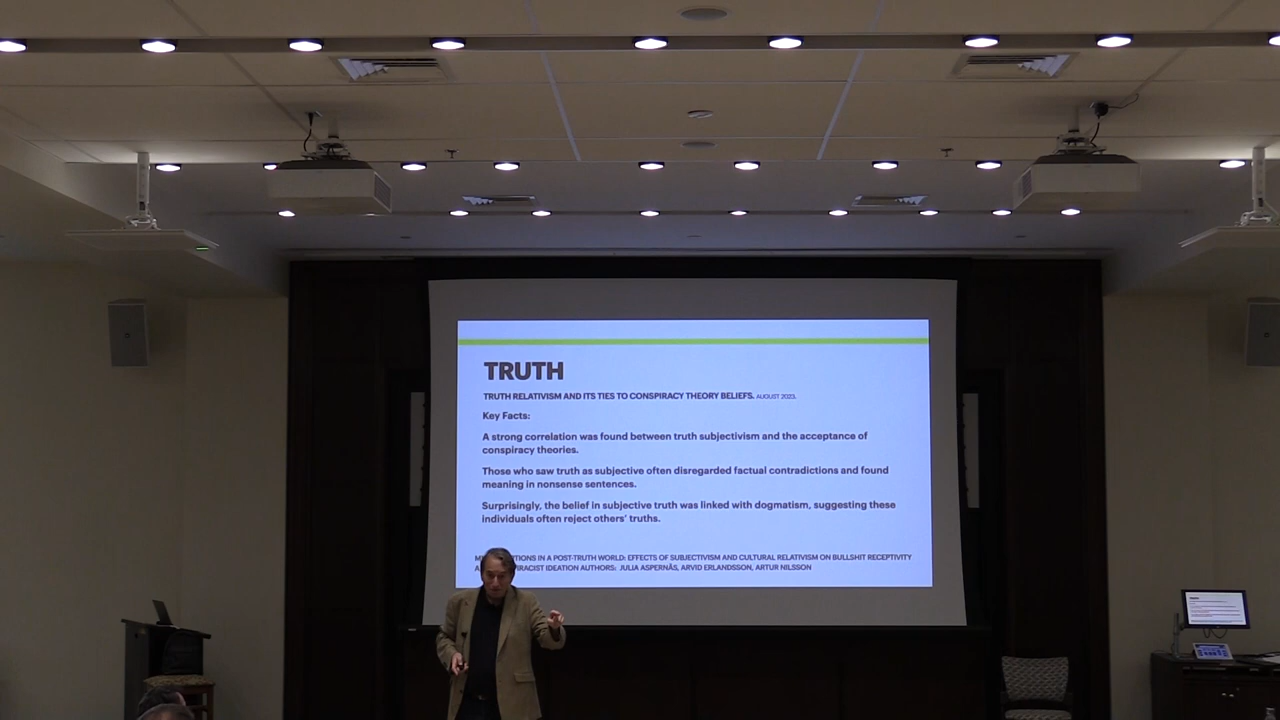 TRUTH
TRUTH RELATIVISM AND ITS TIES TO CONSPIRACY THEORY BELIEFS. AUGUST 2023.
Key Facts:
A strong correlation was found between truth subjectivism and the acceptance of
conspiracy theories.
Those who saw truth as subjective often disregarded factual contradictions and found
meaning in nonsense sentences.
Surprisingly, the belief in subjective truth was linked with dogmatism, suggesting these
individuals often reject others' truths.
IN A POST-TRUTH WORLD: EFFECTS OF SUBJECTIVISM AND CULTURAL RELATIVISM ON BULLSHIT RECEPTIVITY
IDEATION AUTHORS: JULIA ASPERNÄS, ARVID ERLANDSSON, ARTUR NILSSON